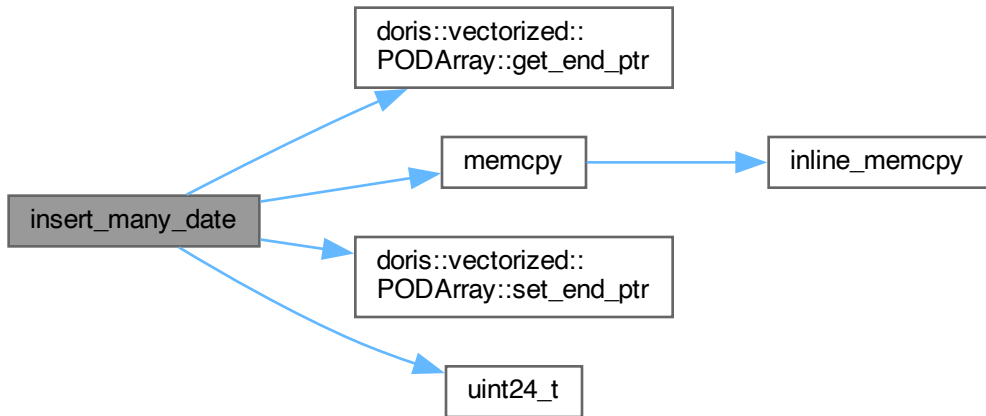 doris::vectorized::
PODArray::get_end_ptr
memcpy
inline_memcpy
insert_many_date
doris::vectorized::
PODArray::set_end_ptr
uint24_t